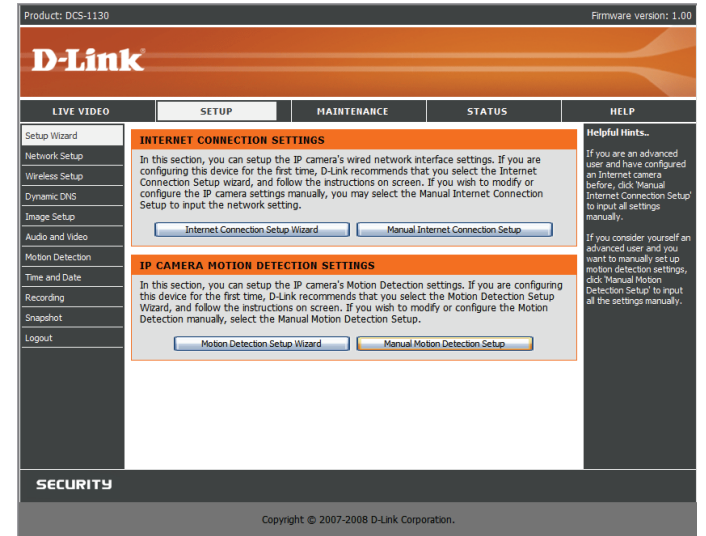 Product: DCS-1130
Firmware version: 1.00
D-Link
LIVE VIDEO
SETUP
MAINTENANCE
STATUS
HELP
Setup Wizard
Network Setup
Wireless Setup
Dynamic DNS
Image Setup
Audio and Video
Motion Detection
Time and Date
Recording
Snapshot
Logout
INTERNET CONNECTION SETTINGS
In this section, you can setup the IP camera's wired network interface settings. If you are
configuring this device for the first time, D-Link recommends that you select the Internet
Connection Setup wizard, and follow the instructions on screen. If you wish to modify or
configure the IP camera settings manually, you may select the Manual Internet Connection
Setup to input the network setting.
Internet Connection Setup Wizard
Manual Internet Connection Setup
IP CAMERA MOTION DETECTION SETTINGS
In this section, you can setup the IP camera's Motion Detection settings. If you are configuring
this device for the first time, D-Link recommends that you select the Motion Detection Setup
Wizard, and follow the instructions on screen. If you wish to modify or configure the Motion
Detection manually, select the Manual Motion Detection Setup.
Motion Detection Setup Wizard
Manual Motion Detection Setup
Helpful Hints..
If you are an advanced
user and have configured
an Internet camera
before, click 'Manual
Internet Connection Setup'
to input all settings
manually.
If you consider yourself an
advanced user and you
want to manually set up
motion detection settings,
click 'Manual Motion
Detection Setup' to input
all the settings manually.
SECURITY
Copyright © 2007-2008 D-Link Corporation.